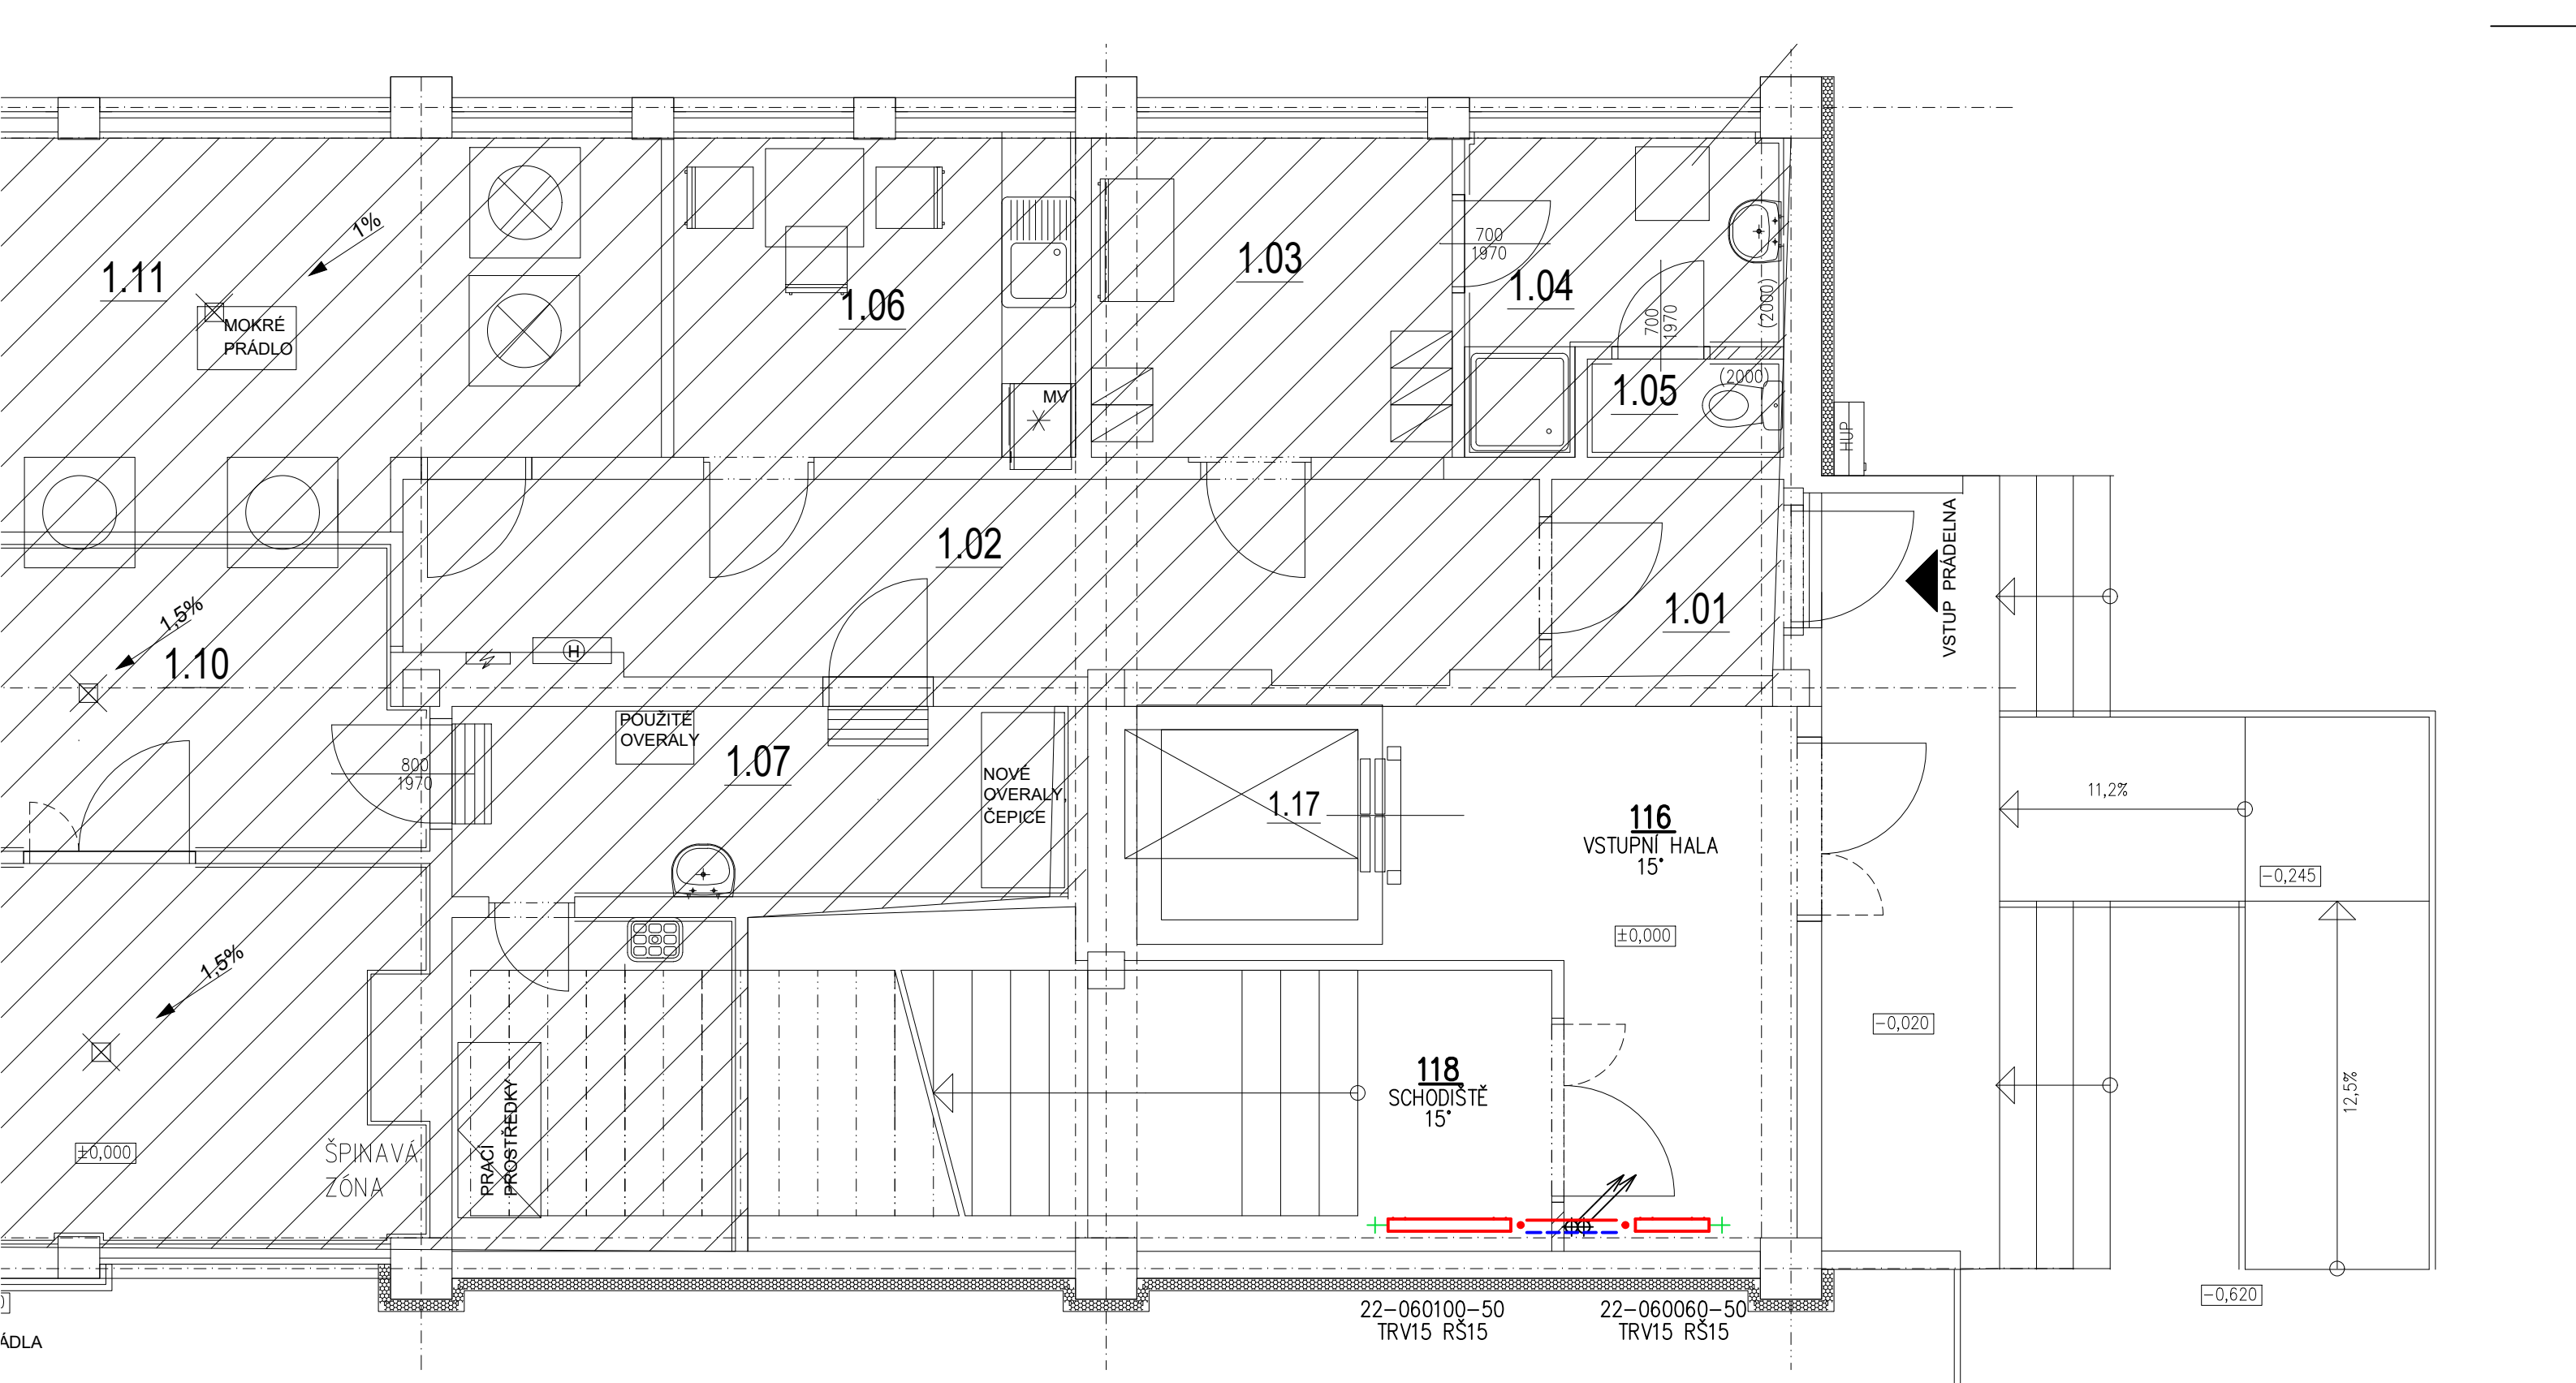 1%
1.11
MOKRÉ
PRÁDLO
1.06
MV
1.03
700
1970
1.04
(2000)
700
1970
1.05
(2000)
HUP
1.02
1.01
VSTUP PRÁDELNA
1,5%
1.10
H
POUŽITÉ
OVERALY
1.07
800
1970
NOVÉ
OVERALY,
ČEPICE
1.17
116
VSTUPNÍ HALA
15°
±0,000
11,2%
-0,245
-0,020
12,5%
1,5%
118
SCHODIŠTĚ
15°
PRACÍ
PROSTŘEDKY
±0,000
ŠPINAVÁ
ZÓNA
-0,620
22-060100-50
TRV15 RŠ15
22-060060-50
TRV15 RŠ15